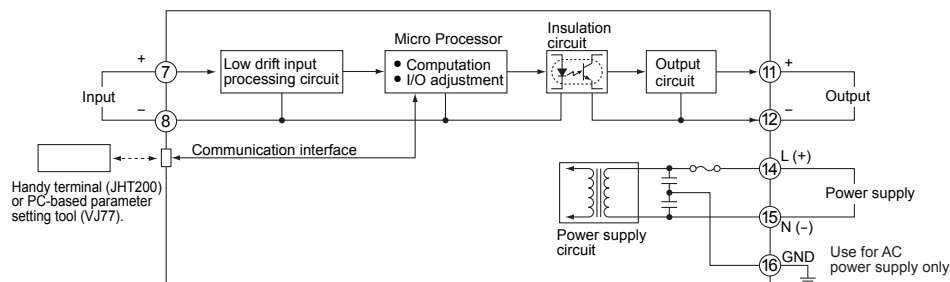 Insulation
circuit
Micro Processor
+
7
Low drift input
processing circuit
● Computation
● I/O adjustment
Output
circuit
11
+
Input
Output
−
8
12
−
Communication interface
L (+)
14
Handy terminal (JHT200)
or PC-based parameter
setting tool (VJ77).
Power supply
15
N (−)
Power supply
circuit
16
GND
Use for AC
power supply only